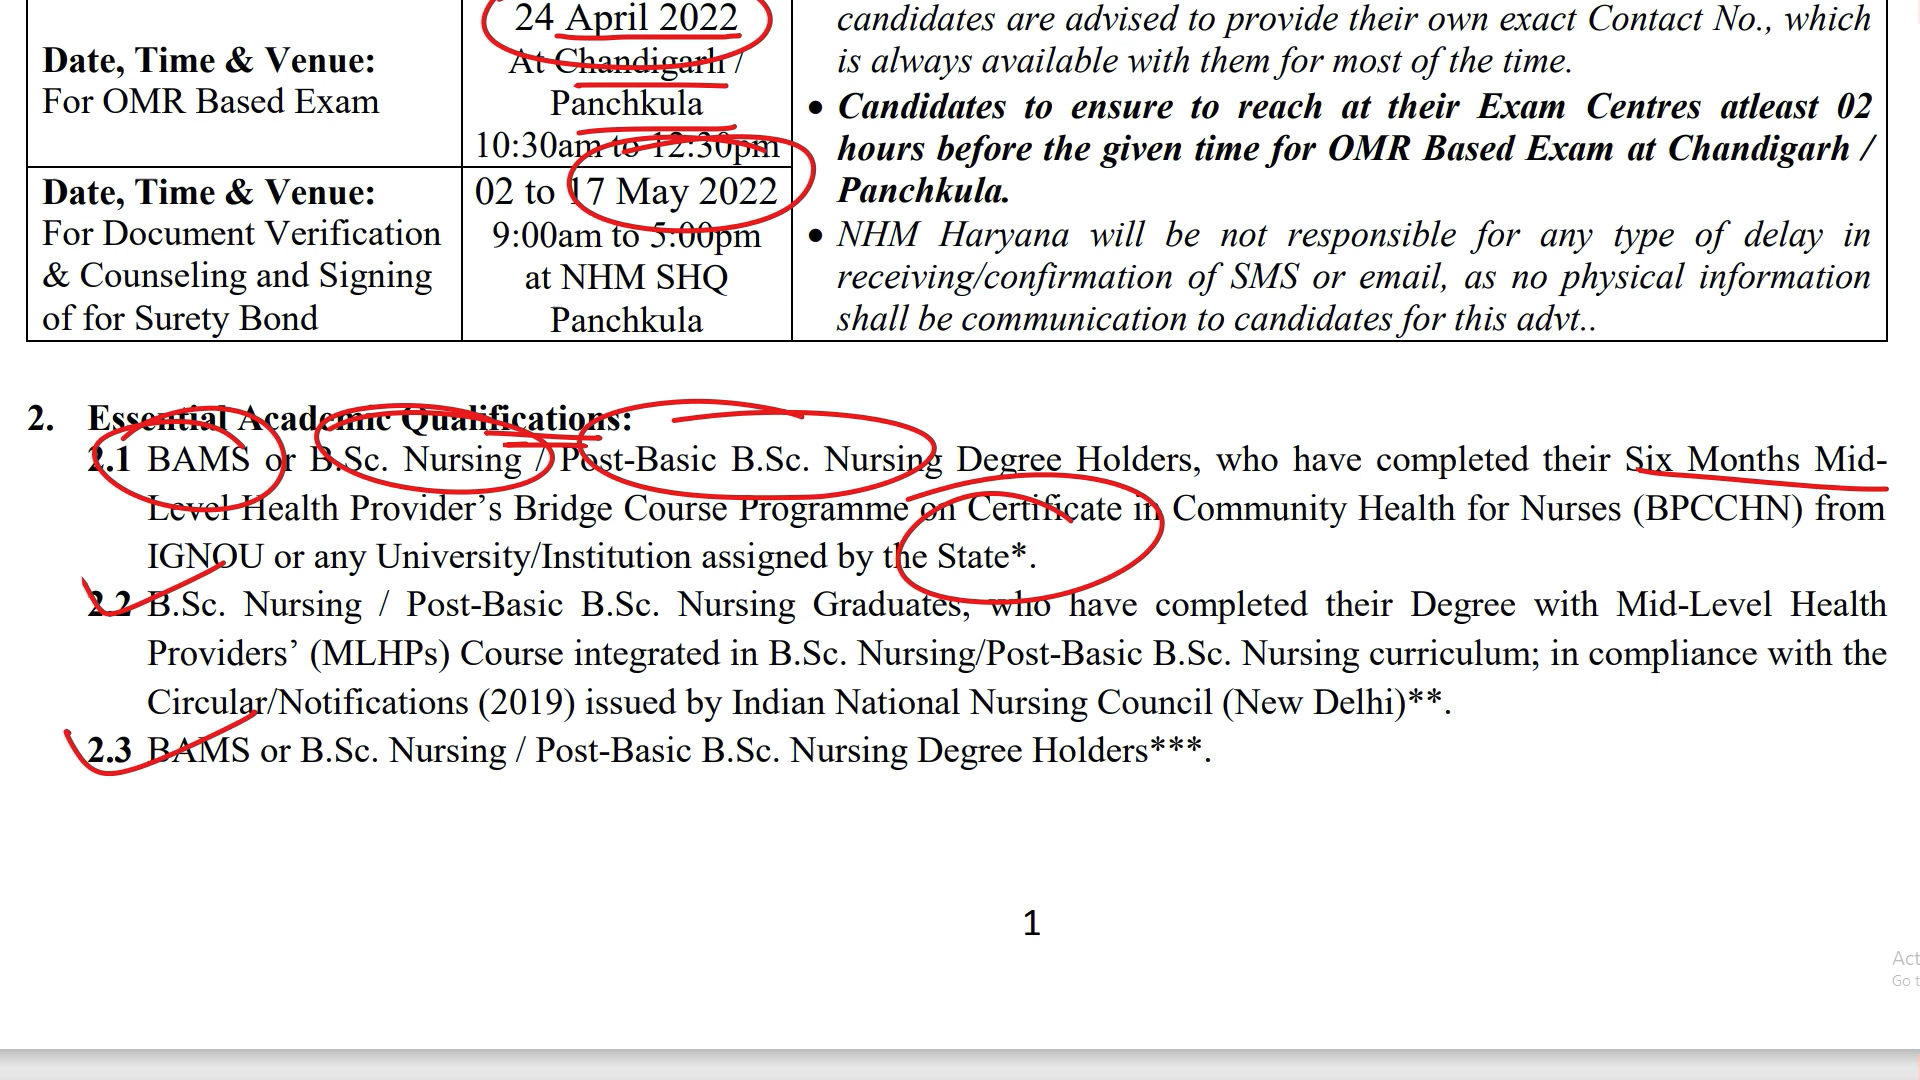 Date, Time & Venue:
For OMR Based Exam
24 April 2022
At Chandigarh /
Panchkula
10:30am to 12:30pm
candidates are advised to provide their own exact Contact No., which
is always available with them for most of the time.
• Candidates to ensure to reach at their Exam Centres atleast 02
hours before the given time for OMR Based Exam at Chandigarh /
Panchkula.
• NHM Haryana will be not responsible for any type of delay in
receiving/confirmation of SMS or email, as no physical information
shall be communication to candidates for this advt..
Date, Time & Venue:
For Document Verification
& Counseling and Signing
of for Surety Bond
02 to 17 May 2022
9:00am to 5:00pm
at NHM SHQ
Panchkula
2. Essential Academic Qualifications:
2.1 BAMS or B.Sc. Nursing / Post-Basic B.Sc. Nursing Degree Holders, who have completed their Six Months Mid-
Level Health Provider’s Bridge Course Programme on Certificate in Community Health for Nurses (BPCCHN) from
IGNOU or any University/Institution assigned by the State*.
2.2 B.Sc. Nursing / Post-Basic B.Sc. Nursing Graduates, who have completed their Degree with Mid-Level Health
Providers’ (MLHPs) Course integrated in B.Sc. Nursing/Post-Basic B.Sc. Nursing curriculum; in compliance with the
Circular/Notifications (2019) issued by Indian National Nursing Council (New Delhi)**.
2.3 BAMS or B.Sc. Nursing / Post-Basic B.Sc. Nursing Degree Holders***.
1
Act
Go t